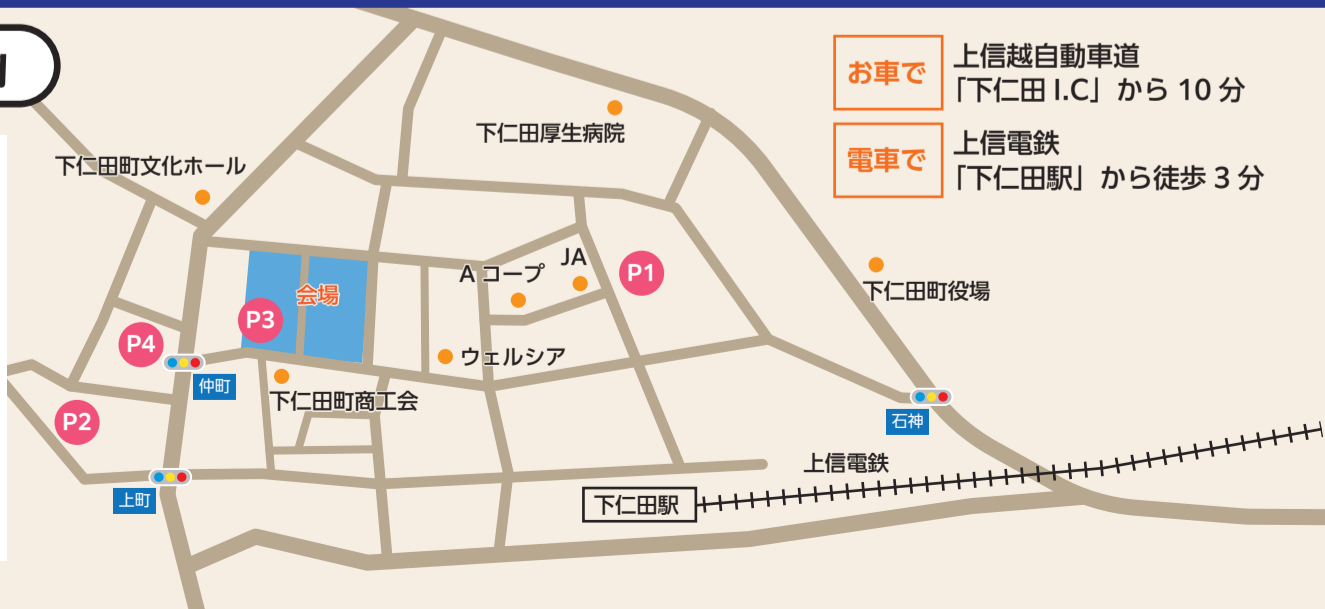 お車で
上信越自動車道
「下仁田 I.C」から 10 分
電車で
上信電鉄
「下仁田駅」から徒歩 3 分
下仁田厚生病院
下仁田町文化ホール
JA
A コープ
P1
会場
下仁田町役場
P3
P4
ウェルシア
仲町
下仁田町商工会
P2
石神
上信電鉄
上町
下仁田駅